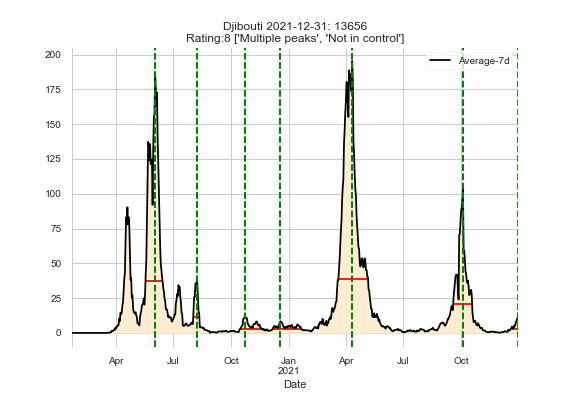 Djibouti 2021-12-31: 13656
Rating:8 ['Multiple peaks', 'Not in control']
Average-7d
200
175
150
125
100
75
50
25
0
Apr
Jul
Oct
Jan
2021
Apr
Jul
Oct
Date